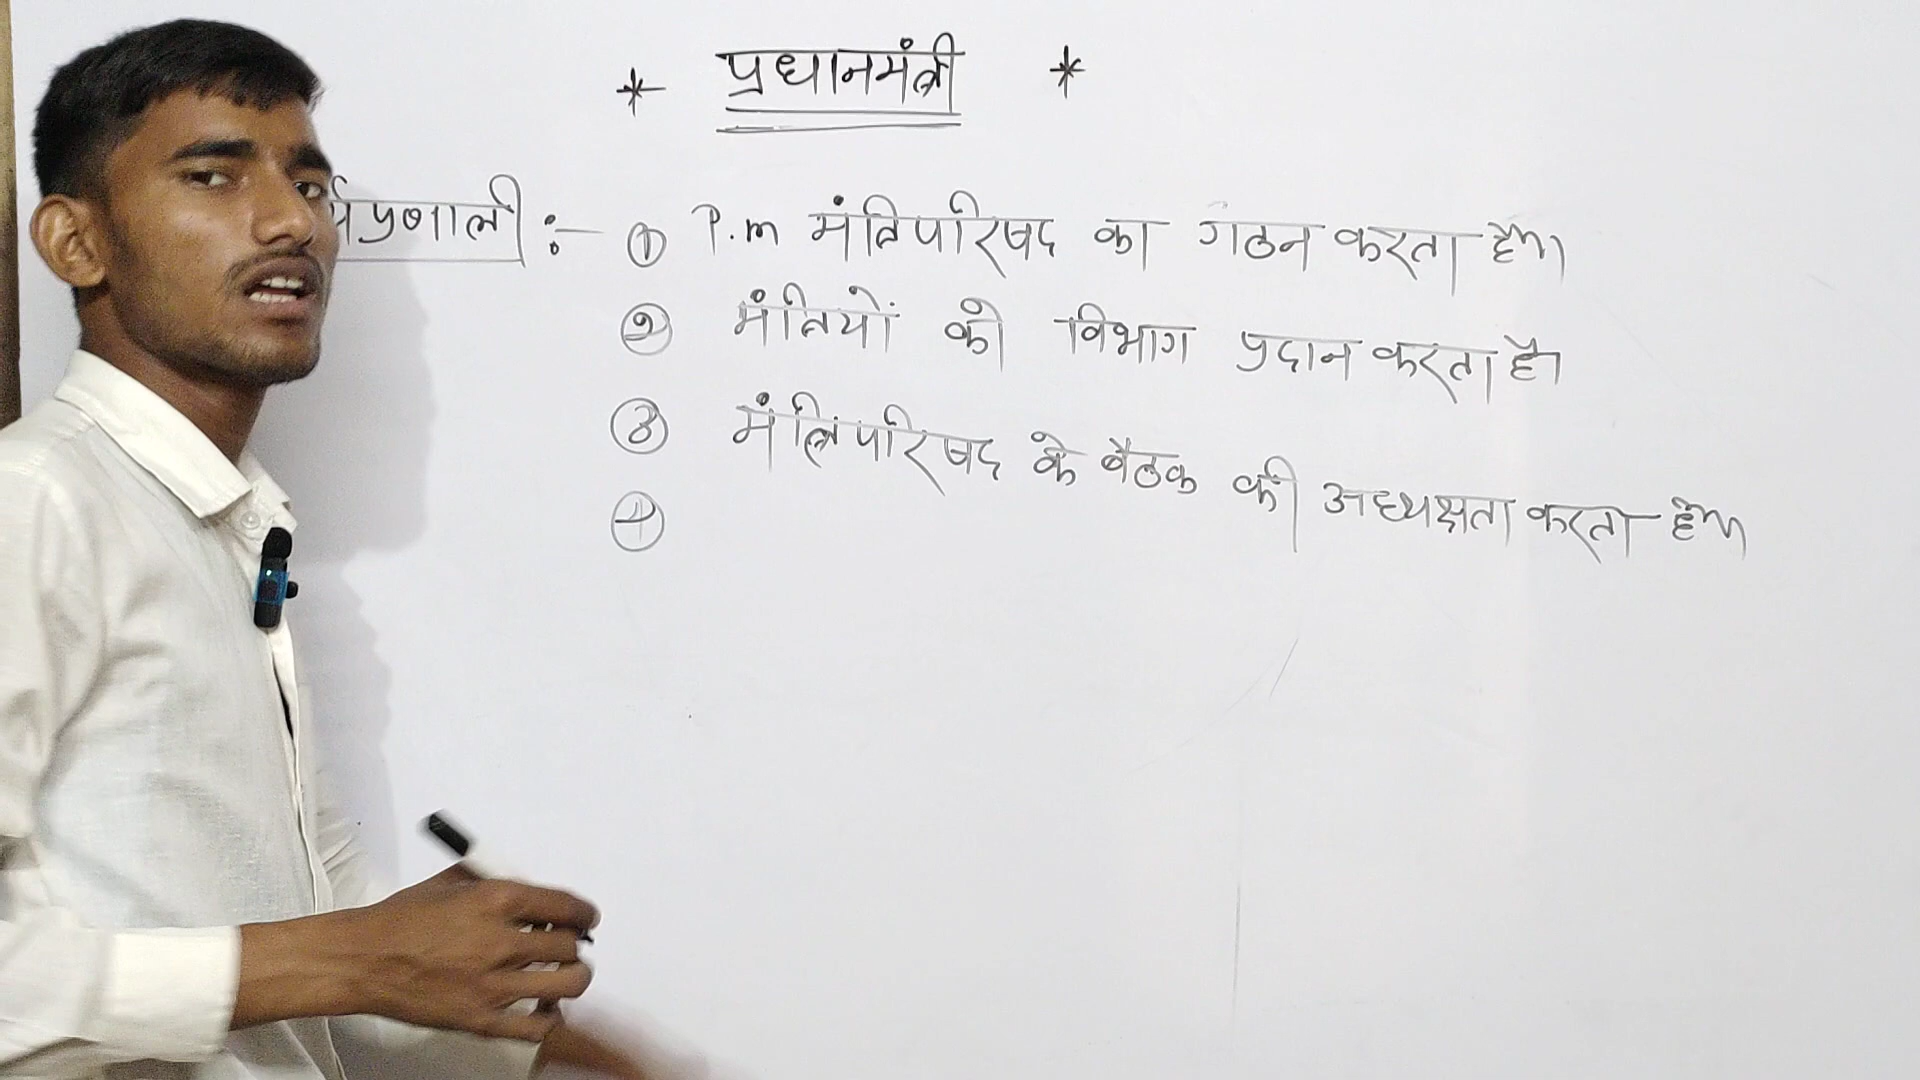 * प्रधानमंत्री *
र्यप्रणाली :- ① P.m मंत्रिपरिषद का गठन करता है।
② मंत्रियों को विभाग प्रदान करता है।
③ मंत्रिपरिषद के बैठक की अध्यक्षता करता है।
④